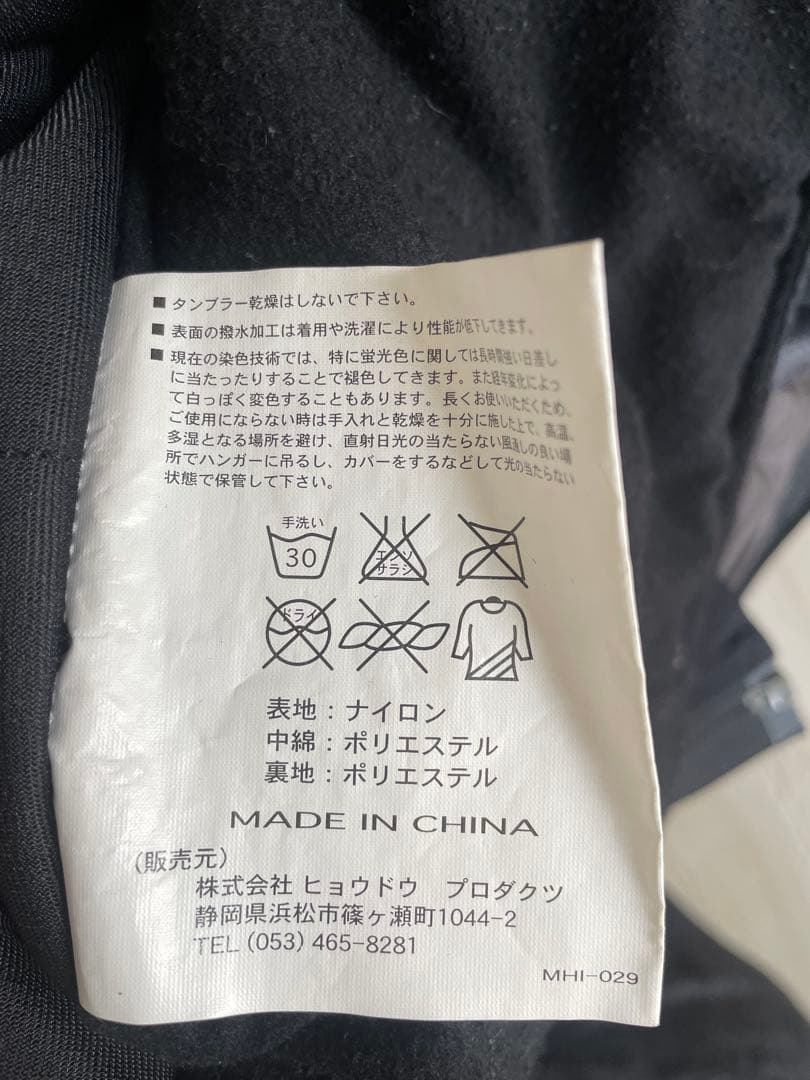 ■ タンブラー乾燥はしないで下さい。
■ 表面の撥水加工は着用や洗濯により性能が低下してきます。
■ 現在の染色技術では、特に蛍光色に関しては長時間強い日差し
に当たったりすることで褪色してきます。また経年変化によっ
て白っぽく変色することもあります。長くお使いいただくため、
ご使用にならない時は手入れと乾燥を十分に施した上で、高温、
多湿となる場所を避け、直射日光の当たらない風通しの良い場
所でハンガーに吊るし、カバーをするなどして光の当たらない
状態で保管して下さい。
手洗い
30
エンソ
サラシ
ドライ
表地：ナイロン
中綿：ポリエステル
裏地：ポリエステル
MADE IN CHINA
（販売元）
株式会社 ヒョウドウ　プロダクツ
静岡県浜松市篠ヶ瀬町1044-2
TEL (053) 465-8281
MHI-029